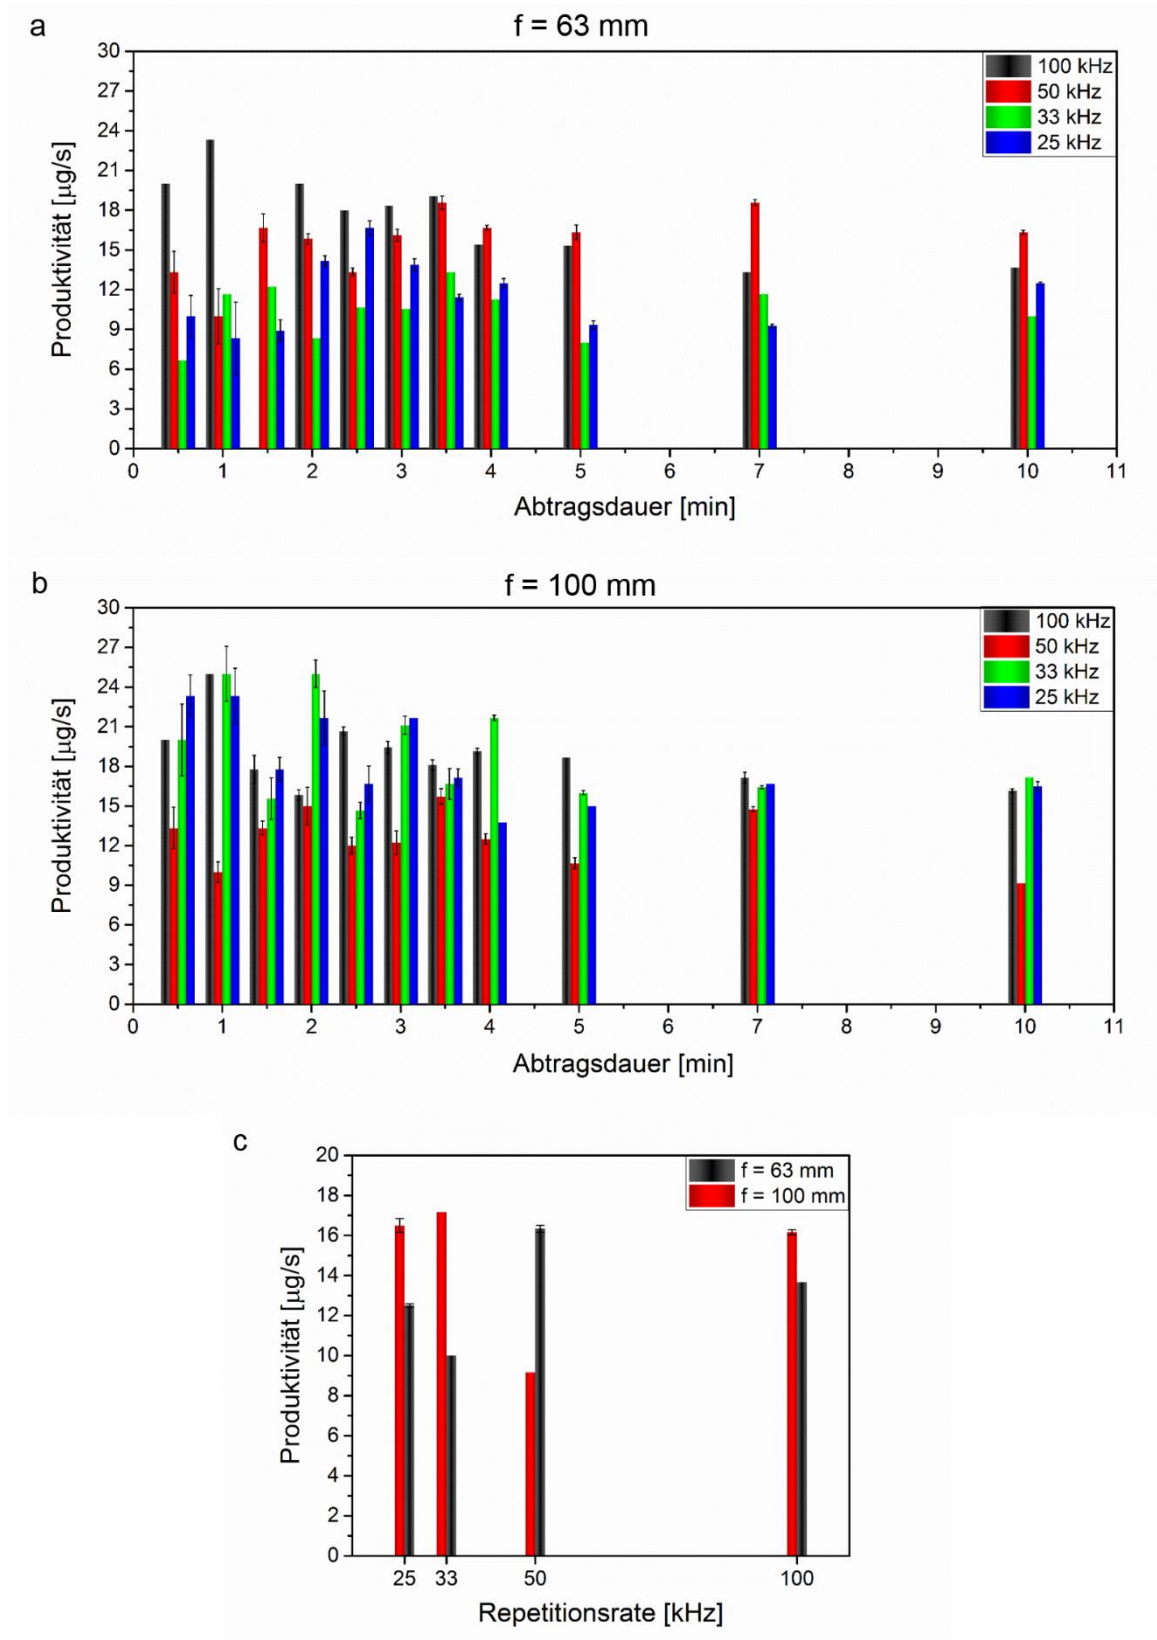 a
f = 63 mm
30
27
24
21
18
15
12
9
6
3
0
Produktivität [µg/s]
100 kHz
50 kHz
33 kHz
25 kHz
0 1 2 3 4 5 6 7 8 9 10 11
Abtragsdauer [min]
b
f = 100 mm
30
27
24
21
18
15
12
9
6
3
0
Produktivität [µg/s]
100 kHz
50 kHz
33 kHz
25 kHz
0 1 2 3 4 5 6 7 8 9 10 11
Abtragsdauer [min]
c
20
18
16
14
12
10
8
6
4
2
0
Produktivität [µg/s]
f = 63 mm
f = 100 mm
25 33 50 100
Repetitionsrate [kHz]